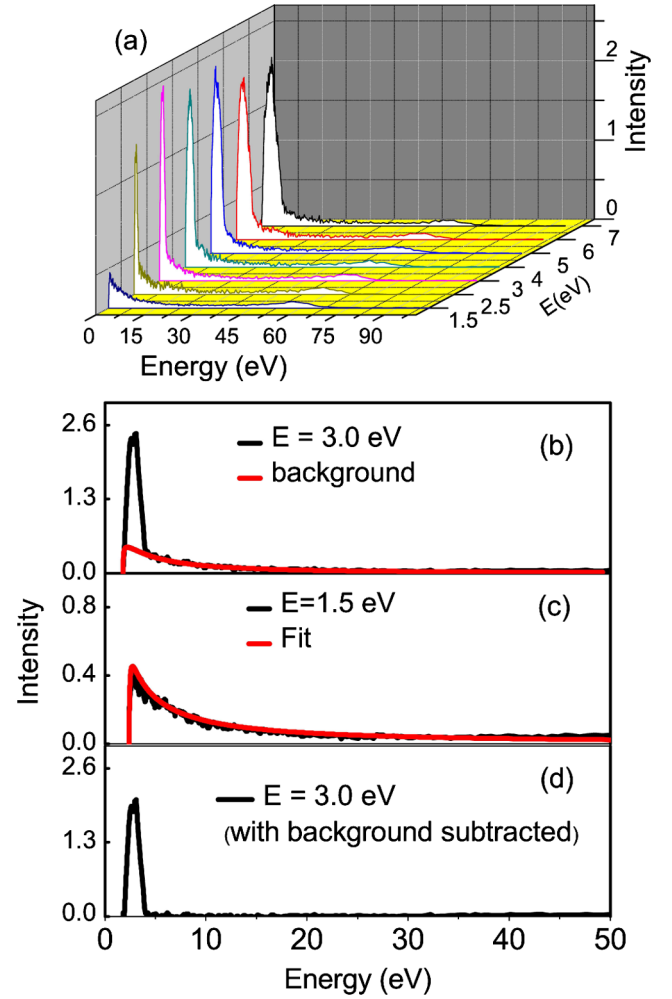 (a)
2
1
0
Intensity
7
6
5
4
3
2.5
1.5
E(eV)
0 15 30 45 60 75 90
Energy (eV)
2.6
E = 3.0 eV
(b)
1.3
background
0.0
0.8
E=1.5 eV
(c)
Fit
Intensity
0.4
0.0
2.6
(d)
E = 3.0 eV
1.3
(with background subtracted)
0.0
0 10 20 30 40 50
Energy (eV)